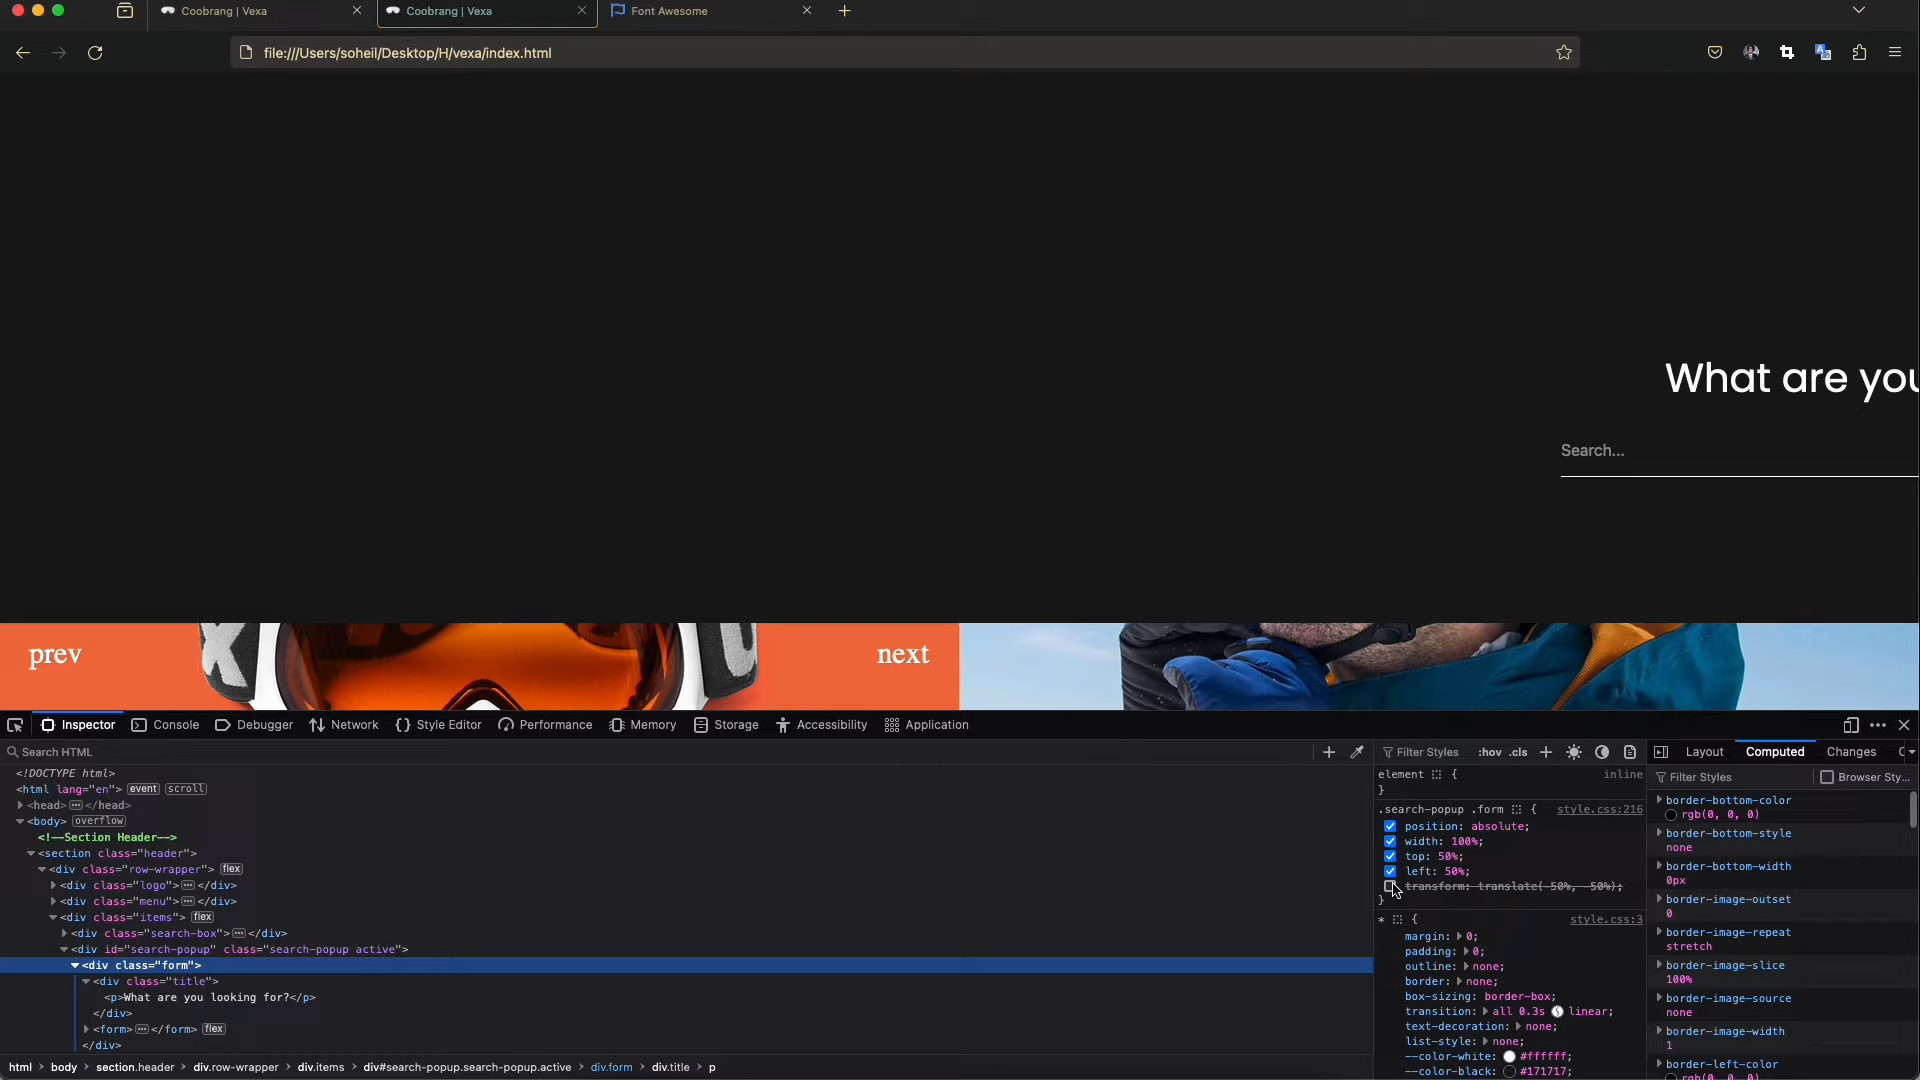 Coobrang | Vexa
Coobrang | Vexa
Font Awesome
file:///Users/soheil/Desktop/H/vexa/index.html
What are you
Search...
prev
next
Inspector
Console
Debugger
Network
Style Editor
Performance
Memory
Storage
Accessibility
Application
Search HTML
<!DOCTYPE html>
<html lang="en"> event scroll
<head> </head>
<body> overflow
<!--Section Header-->
<section class="header">
<div class="row-wrapper"> flex
<div class="logo"> </div>
<div class="menu"> </div>
<div class="items"> flex
<div class="search-box"> </div>
<div id="search-popup" class="search-popup active">
<div class="form">
<div class="title">
<p>What are you looking for?</p>
</div>
<form> </form> flex
</div>
html > body > section.header > div.row-wrapper > div.items > div#search-popup.search-popup.active > div.form > div.title > p
Filter Styles :hov .cls
element { inline
}
.search-popup .form { style.css:216
position: absolute;
width: 100%;
top: 50%;
left: 50%;
transform: translate(-50%, -50%);
}
* { style.css:3
margin: 0;
padding: 0;
outline: none;
border: none;
box-sizing: border-box;
transition: all 0.3s linear;
text-decoration: none;
list-style: none;
--color-white: #ffffff;
--color-black: #171717;
Layout Computed Changes
Filter Styles Browser Sty...
border-bottom-color
rgb(0, 0, 0)
border-bottom-style
none
border-bottom-width
0px
border-image-outset
0
border-image-repeat
stretch
border-image-slice
100%
border-image-source
none
border-image-width
1
border-left-color
rgb(0, 0, 0)